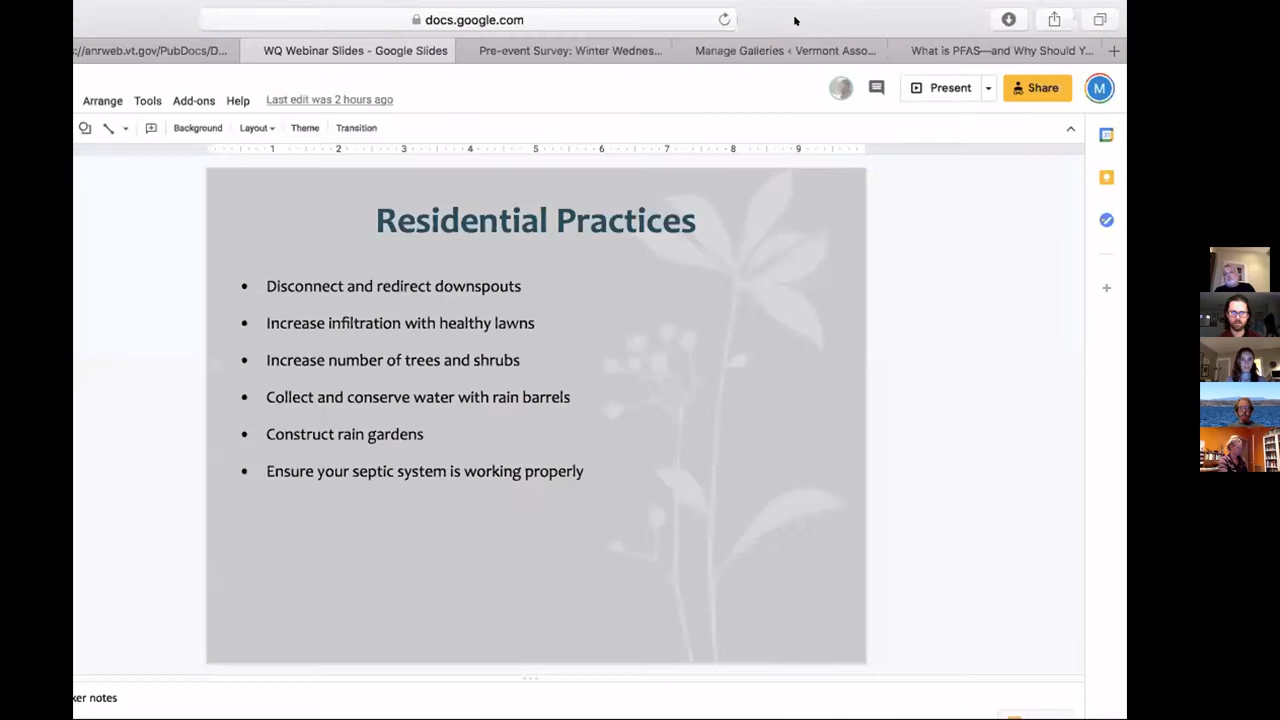 docs.google.com
s://anrweb.vt.gov/PubDocs/D...
WQ Webinar Slides - Google Slides
Pre-event Survey: Winter Wednes...
Manage Galleries ‹ Vermont Asso...
What is PFAS—and Why Should Y...
Arrange Tools Add-ons Help Last edit was 2 hours ago
Present
Share
M
Background Layout Theme Transition
1 2 3 4 5 6 7 8 9
Residential Practices
• Disconnect and redirect downspouts
• Increase infiltration with healthy lawns
• Increase number of trees and shrubs
• Collect and conserve water with rain barrels
• Construct rain gardens
• Ensure your septic system is working properly
ker notes